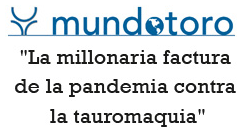 mundotoro
"La millonaria factura
de la pandemia contra
la tauromaquia"